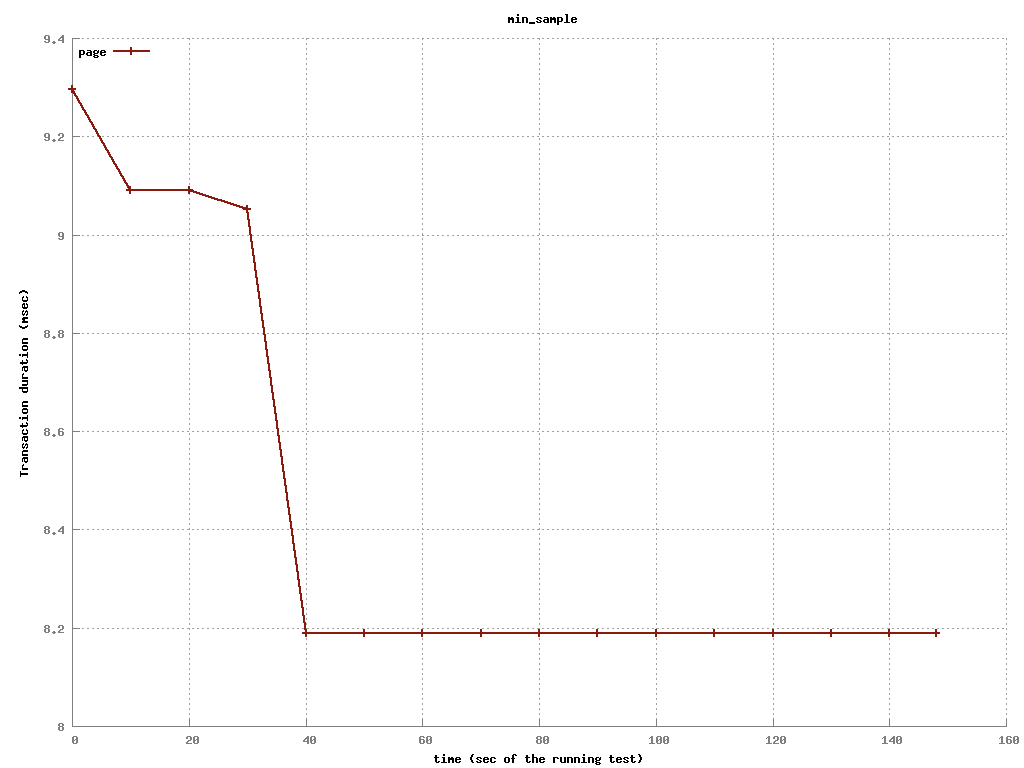 min_sample
page
9.4
9.2
9
8.8
8.6
8.4
8.2
8
Transaction duration (msec)
0 20 40 60 80 100 120 140 160
time (sec of the running test)